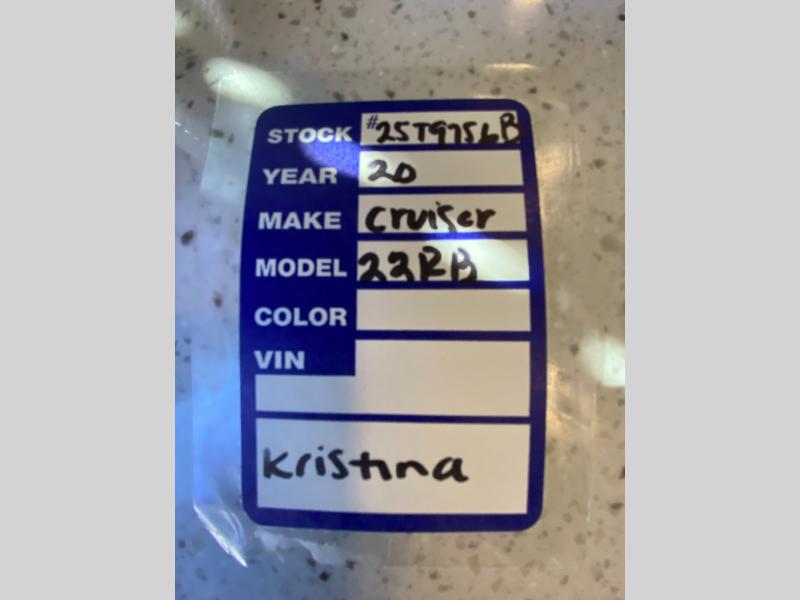 STOCK #25T9756B
YEAR 20
MAKE Cruiser
MODEL 22RB
COLOR
VIN
Kristina